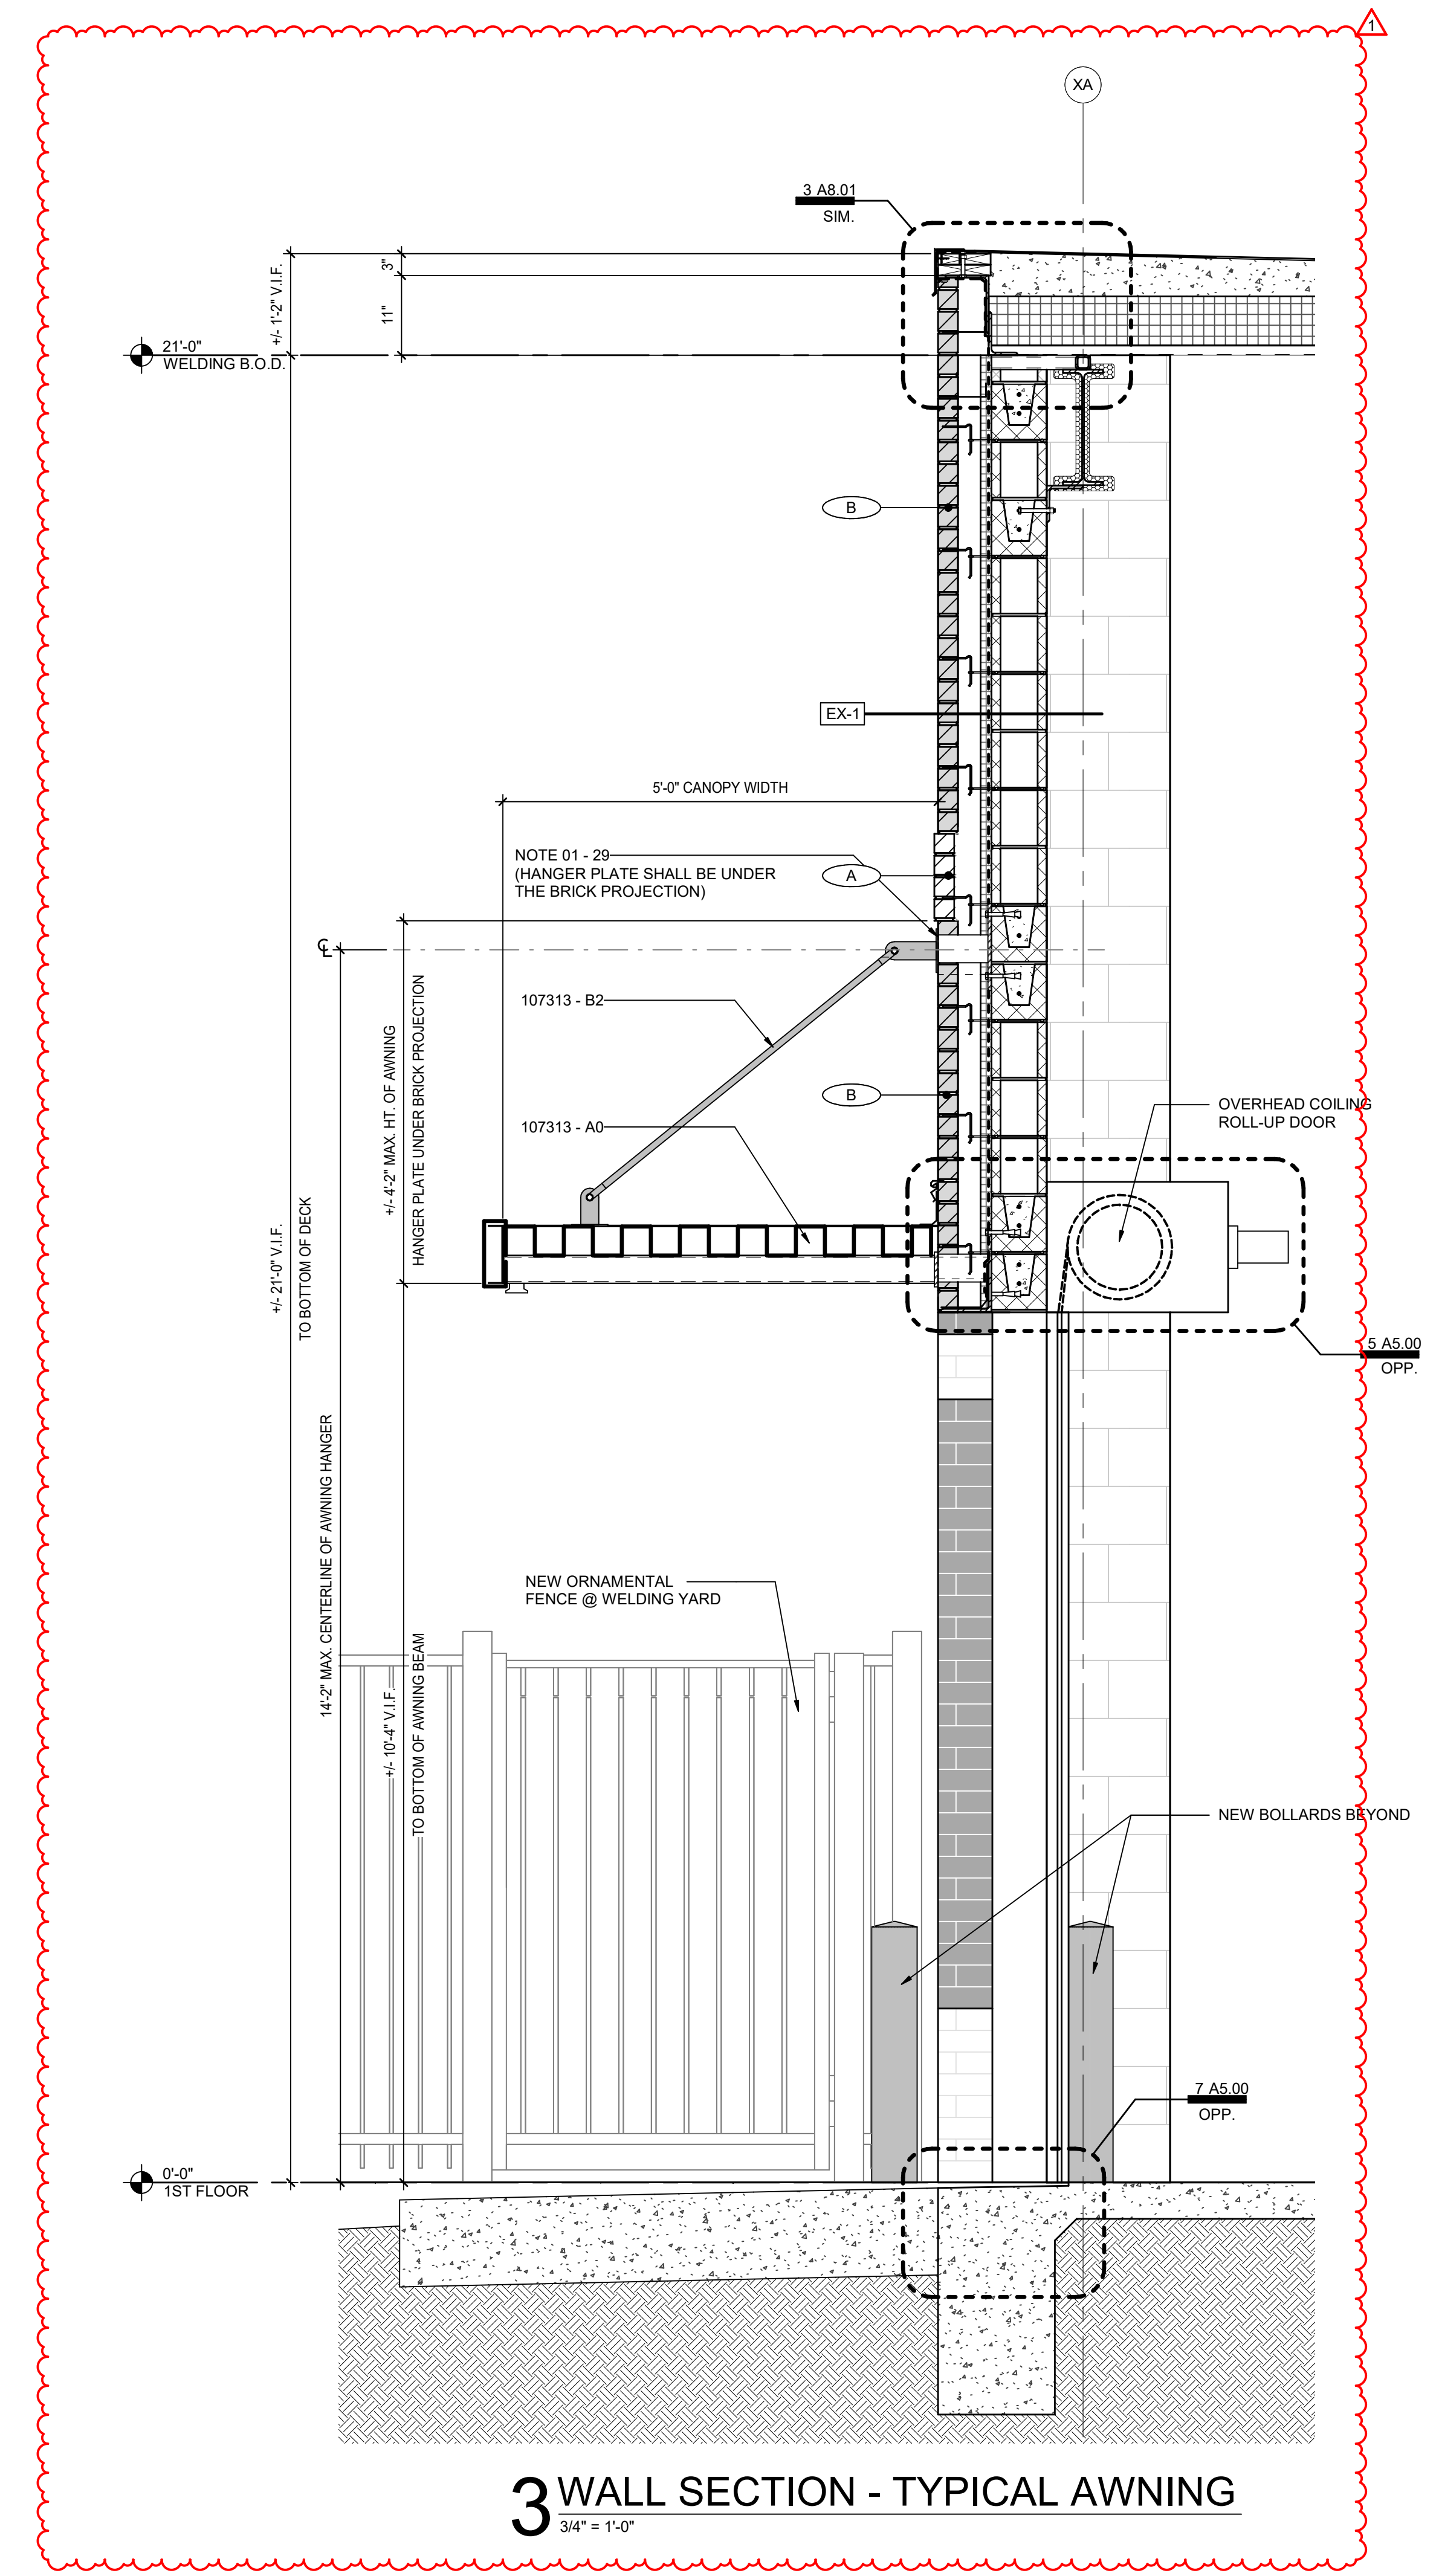 1
XA
3 A8.01
SIM.
+/- 1'-2" V.I.F.
3"
11"
21'-0"
WELDING B.O.D.
B
EX-1
5'-0" CANOPY WIDTH
NOTE 01 - 29
(HANGER PLATE SHALL BE UNDER
THE BRICK PROJECTION)
A
CL
107313 - B2
+/- 4'-2" MAX. HT. OF AWNING
HANGER PLATE UNDER BRICK PROJECTION
B
107313 - A0
OVERHEAD COILING
ROLL-UP DOOR
+/- 21'-0" V.I.F.
TO BOTTOM OF DECK
5 A5.00
OPP.
14'-2" MAX. CENTERLINE OF AWNING HANGER
NEW ORNAMENTAL
FENCE @ WELDING YARD
+/- 10'-4" V.I.F.
TO BOTTOM OF AWNING BEAM
NEW BOLLARDS BEYOND
7 A5.00
OPP.
0'-0"
1ST FLOOR
3 WALL SECTION - TYPICAL AWNING
3/4" = 1'-0"